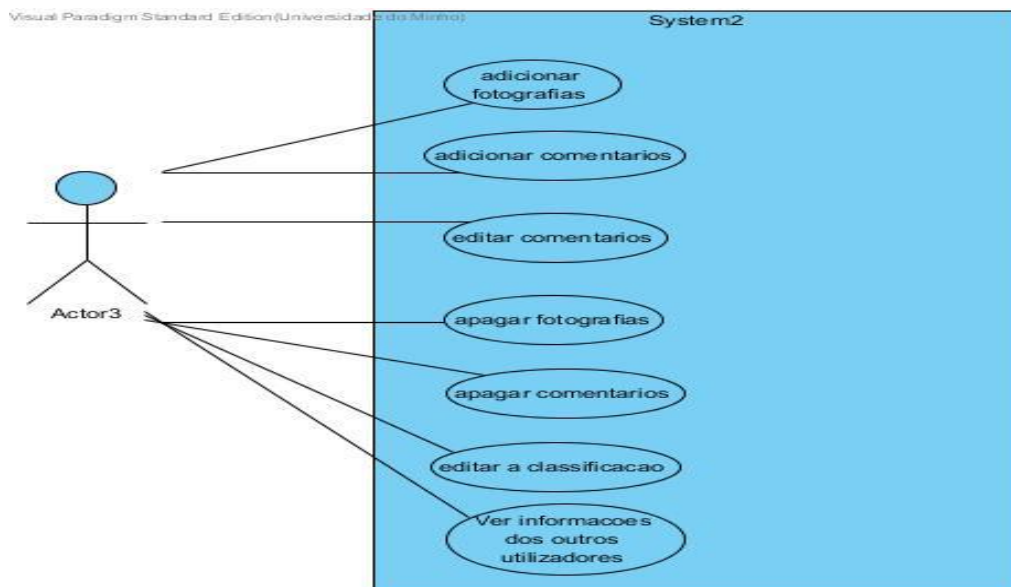 Visual Paradigm Standard Edition(Universidade do Minho)
System2
adicionar
fotografias
adicionar comentarios
editar comentarios
Actor3
apagar fotografias
apagar comentarios
editar a classificacao
Ver informacoes
dos outros
utilizadores